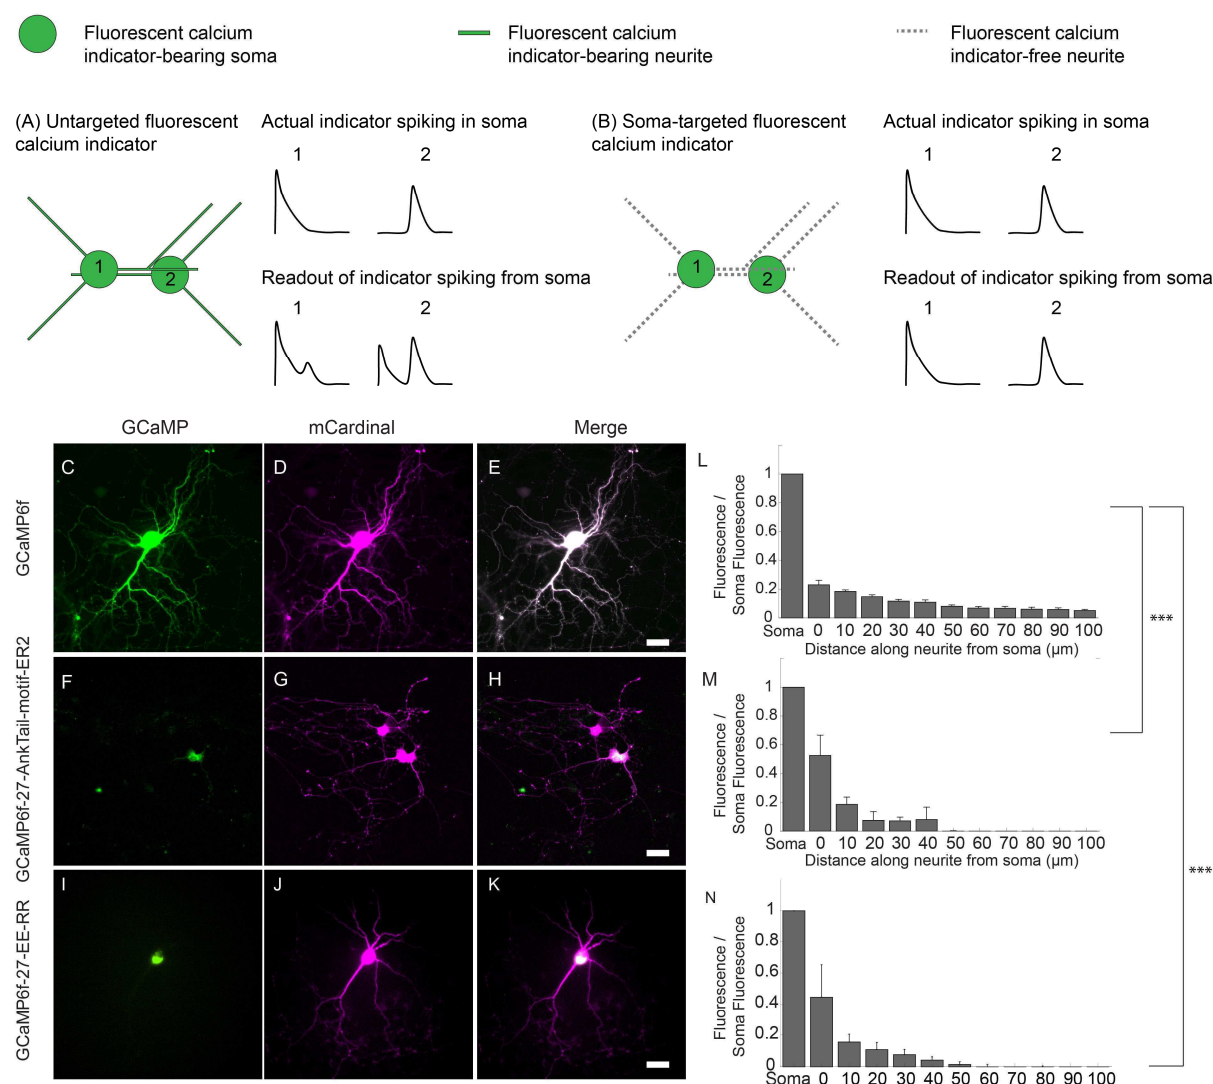 Fluorescent calcium
indicator-bearing soma
Fluorescent calcium
indicator-bearing neurite
Fluorescent calcium
indicator-free neurite
(A) Untargeted fluorescent
calcium indicator
Actual indicator spiking in soma
1 2
1
2
Readout of indicator spiking from soma
1 2
(B) Soma-targeted fluorescent
calcium indicator
Actual indicator spiking in soma
1 2
1
2
Readout of indicator spiking from soma
1 2
GCaMP mCardinal Merge
GCaMP6f
C D E
GCaMP6f-27-AnkTail-motif-ER2
F G H
GCaMP6f-27-EE-RR
I J K
L
Fluorescence /
Soma Fluorescence
1
0.8
0.6
0.4
0.2
0
Soma 0 10 20 30 40 50 60 70 80 90 100
Distance along neurite from soma (µm)
M
Fluorescence /
Soma Fluorescence
1
0.8
0.6
0.4
0.2
0
Soma 0 10 20 30 40 50 60 70 80 90 100
Distance along neurite from soma (µm)
N
Fluorescence /
Soma Fluorescence
1
0.8
0.6
0.4
0.2
0
Soma 0 10 20 30 40 50 60 70 80 90 100
***
***